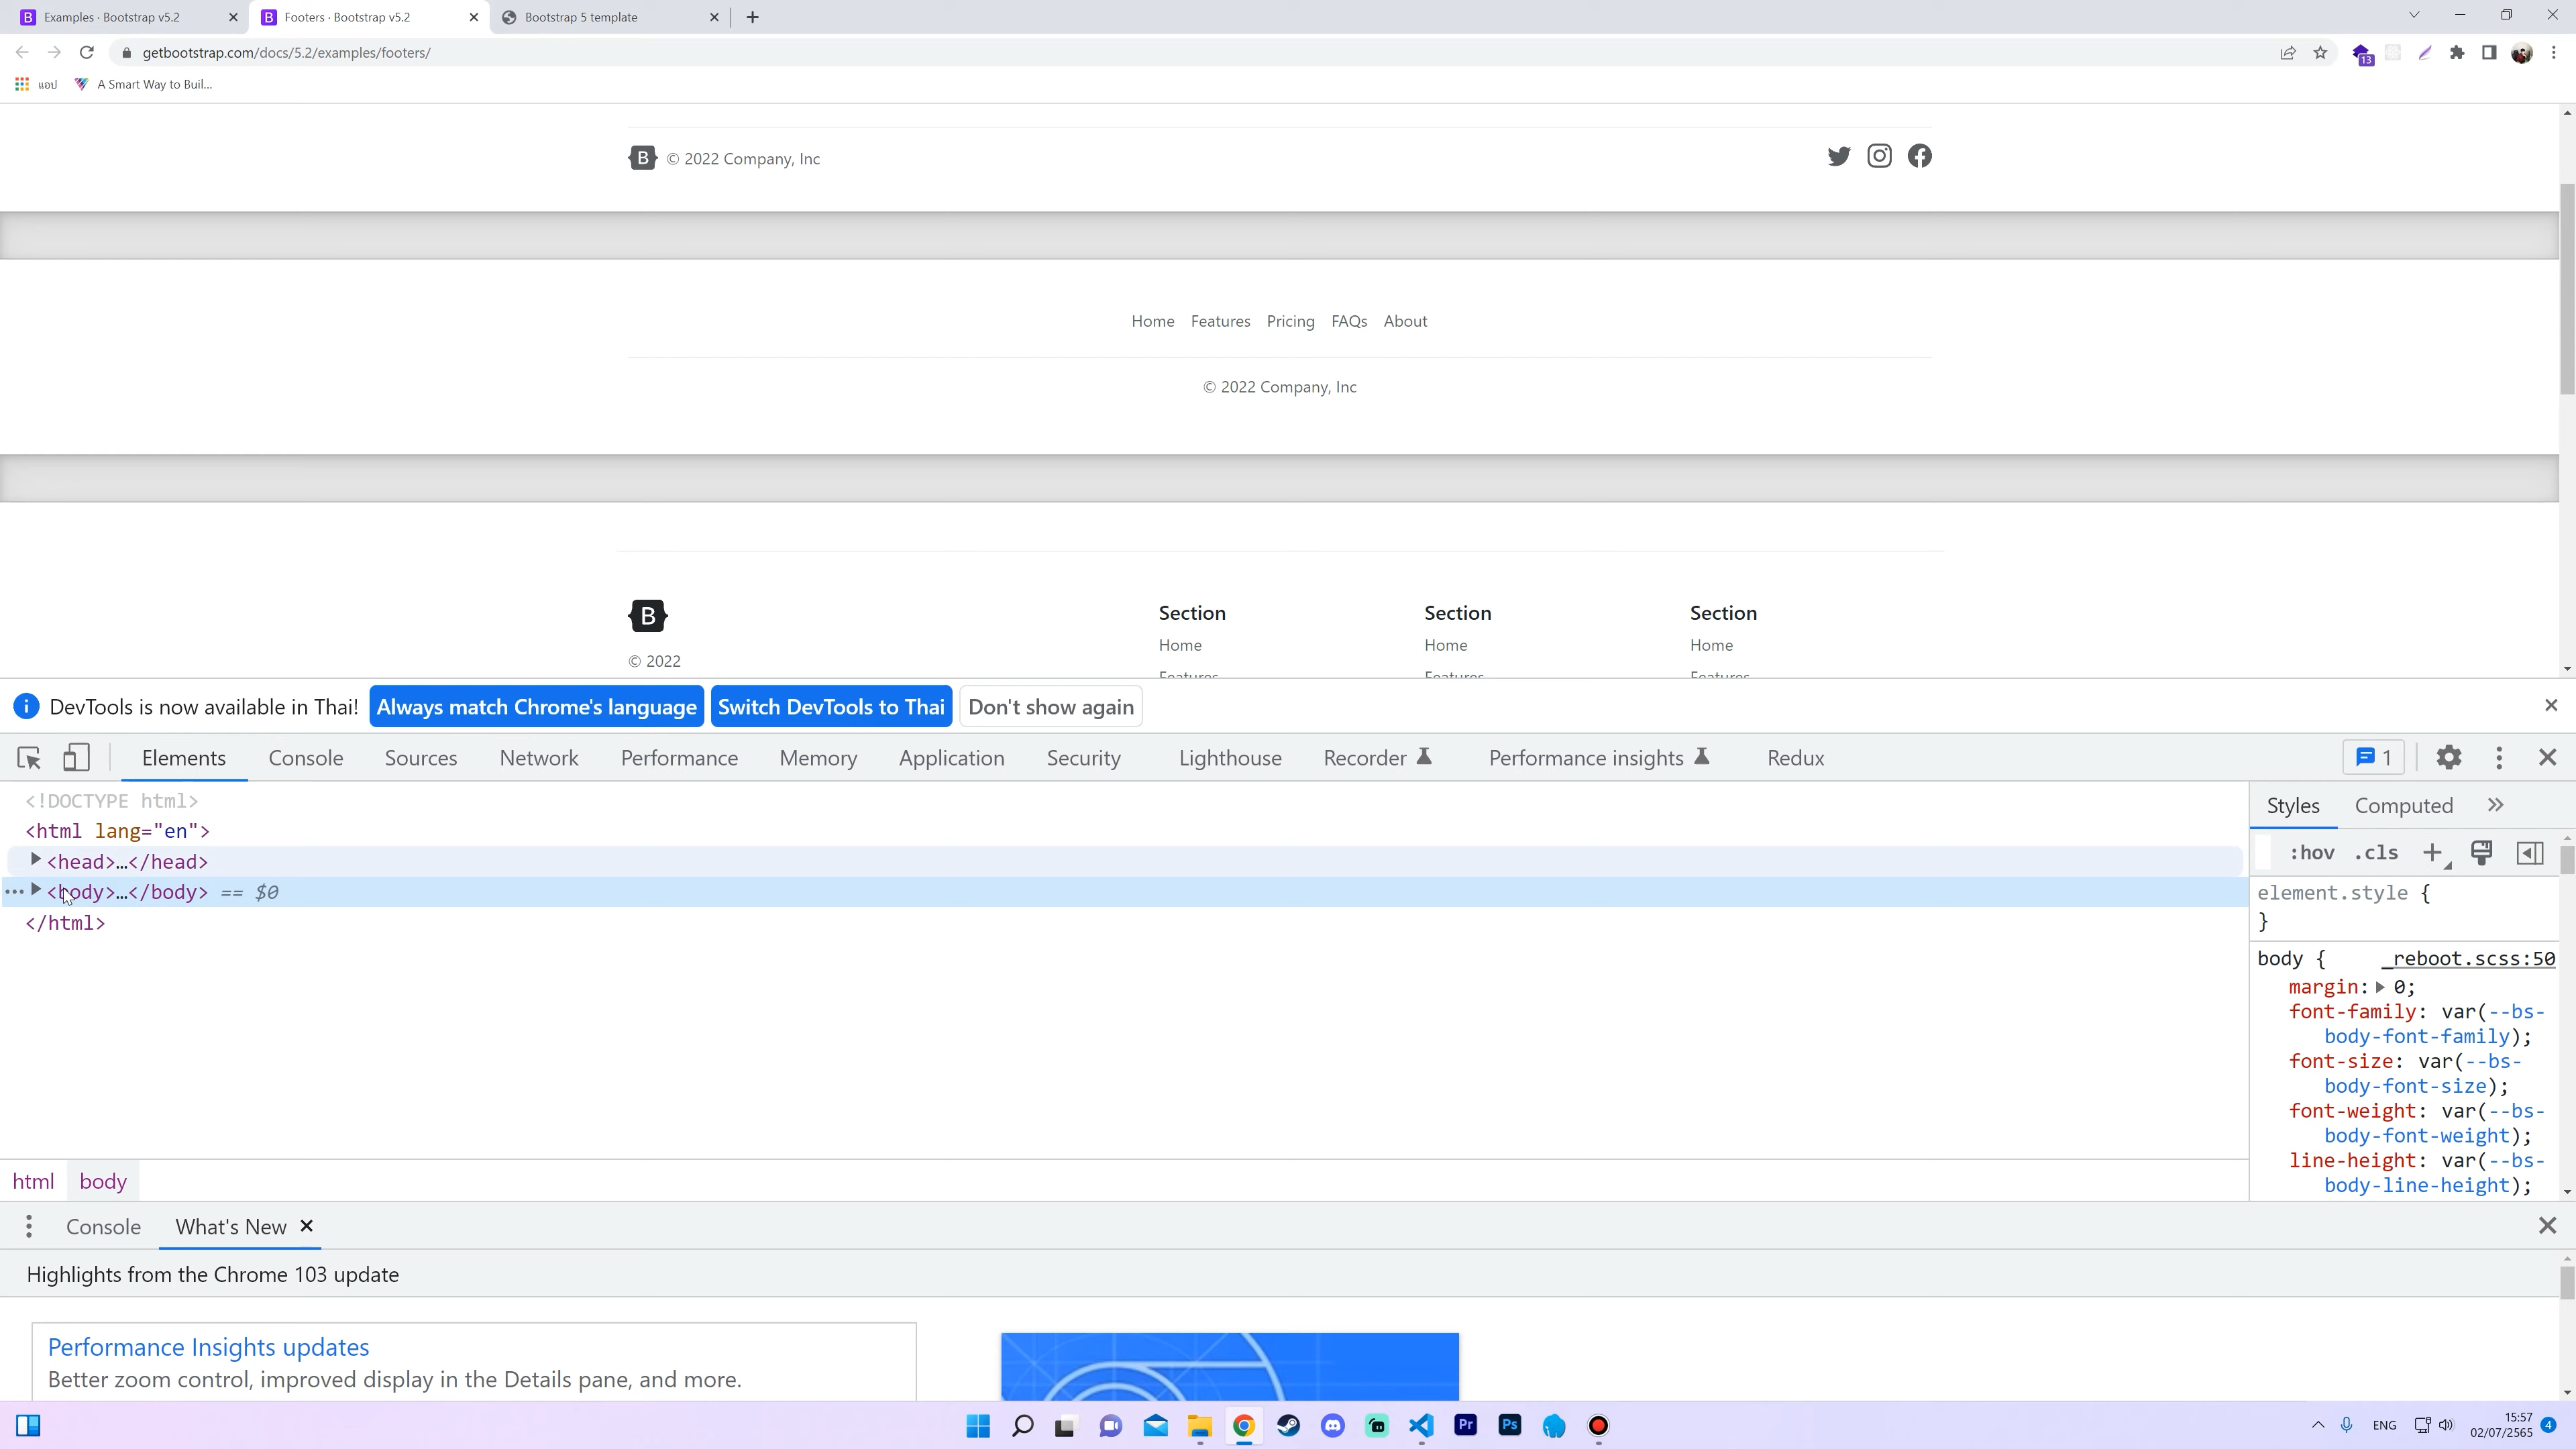 Examples · Bootstrap v5.2
Footers · Bootstrap v5.2
Bootstrap 5 template
getbootstrap.com/docs/5.2/examples/footers/
13
แอป
A Smart Way to Buil...
B
© 2022 Company, Inc
Home Features Pricing FAQs About
© 2022 Company, Inc
B
Section Section Section
Home Home Home
© 2022
Features Features Features
DevTools is now available in Thai! Always match Chrome's language Switch DevTools to Thai Don't show again
Elements Console Sources Network Performance Memory Application Security Lighthouse Recorder Performance insights Redux
1
<!DOCTYPE html>
<html lang="en">
<head>…</head>
<body>…</body> == $0
</html>
Styles Computed
:hov .cls
element.style {
}
body { _reboot.scss:50
margin: 0;
font-family: var(--bs-
body-font-family);
font-size: var(--bs-
body-font-size);
font-weight: var(--bs-
body-font-weight);
line-height: var(--bs-
body-line-height);
html body
Console What's New
Highlights from the Chrome 103 update
Performance Insights updates
Better zoom control, improved display in the Details pane, and more.
Pr
Ps
ENG
15:57
02/07/2565
4